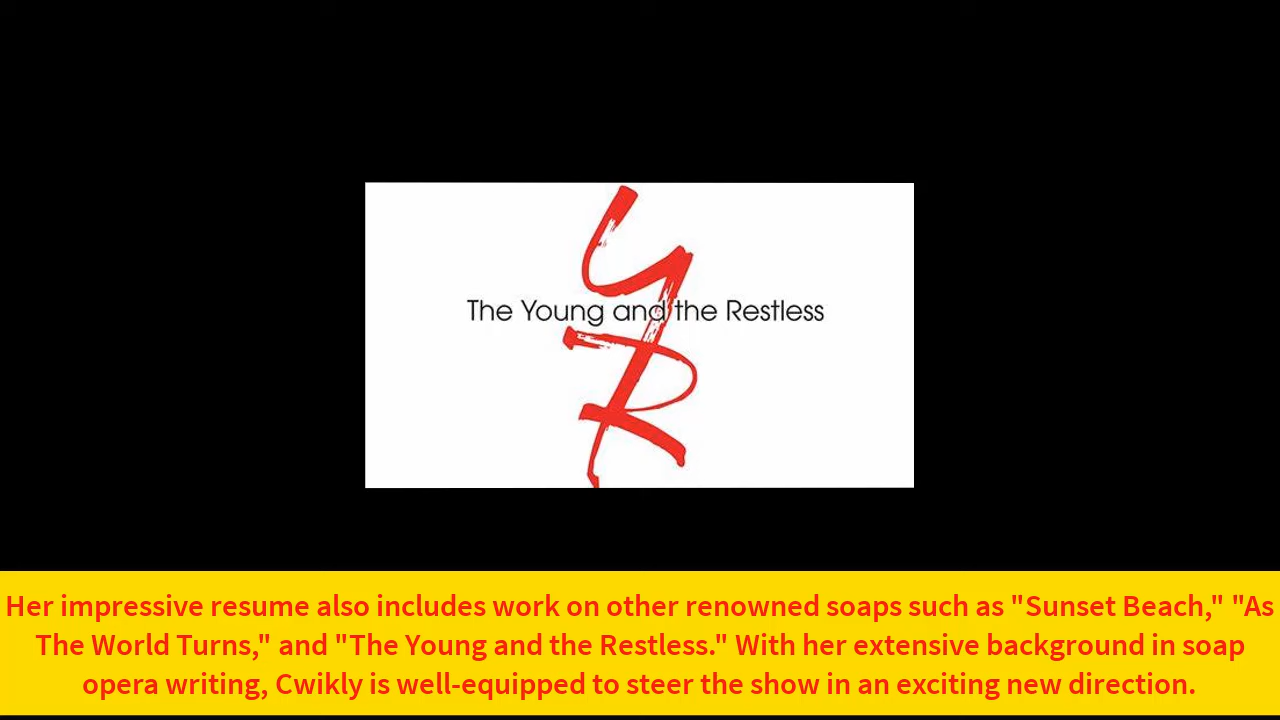 The Young and the Restless
YR
Her impressive resume also includes work on other renowned soaps such as "Sunset Beach," "As
The World Turns," and "The Young and the Restless." With her extensive background in soap
opera writing, Cwikly is well-equipped to steer the show in an exciting new direction.